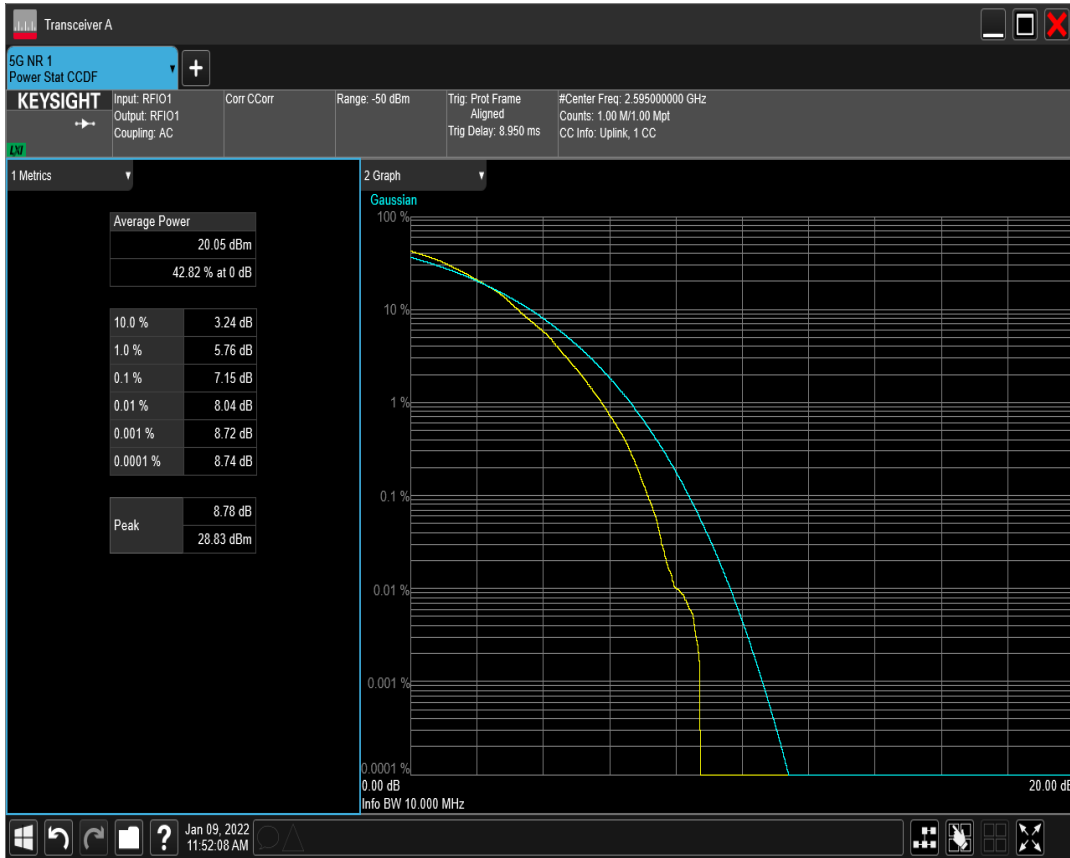 Transceiver A
5G NR 1
Power Stat CCDF
+
KEYSIGHT
LXI
Input: RFIO1
Output: RFIO1
Coupling: AC
Corr CCorr
Range: -50 dBm
Trig: Prot Frame
Aligned
Trig Delay: 8.950 ms
#Center Freq: 2.595000000 GHz
Counts: 1.00 M/1.00 Mpt
CC Info: Uplink, 1 CC
1 Metrics
Average Power
20.05 dBm
42.82 % at 0 dB
10.0 % 3.24 dB
1.0 % 5.76 dB
0.1 % 7.15 dB
0.01 % 8.04 dB
0.001 % 8.72 dB
0.0001 % 8.74 dB
Peak
8.78 dB
28.83 dBm
2 Graph
Gaussian
100 %
10 %
1 %
0.1 %
0.01 %
0.001 %
0.0001 %
0.00 dB 20.00 dB
Info BW 10.000 MHz
?
Jan 09, 2022
11:52:08 AM